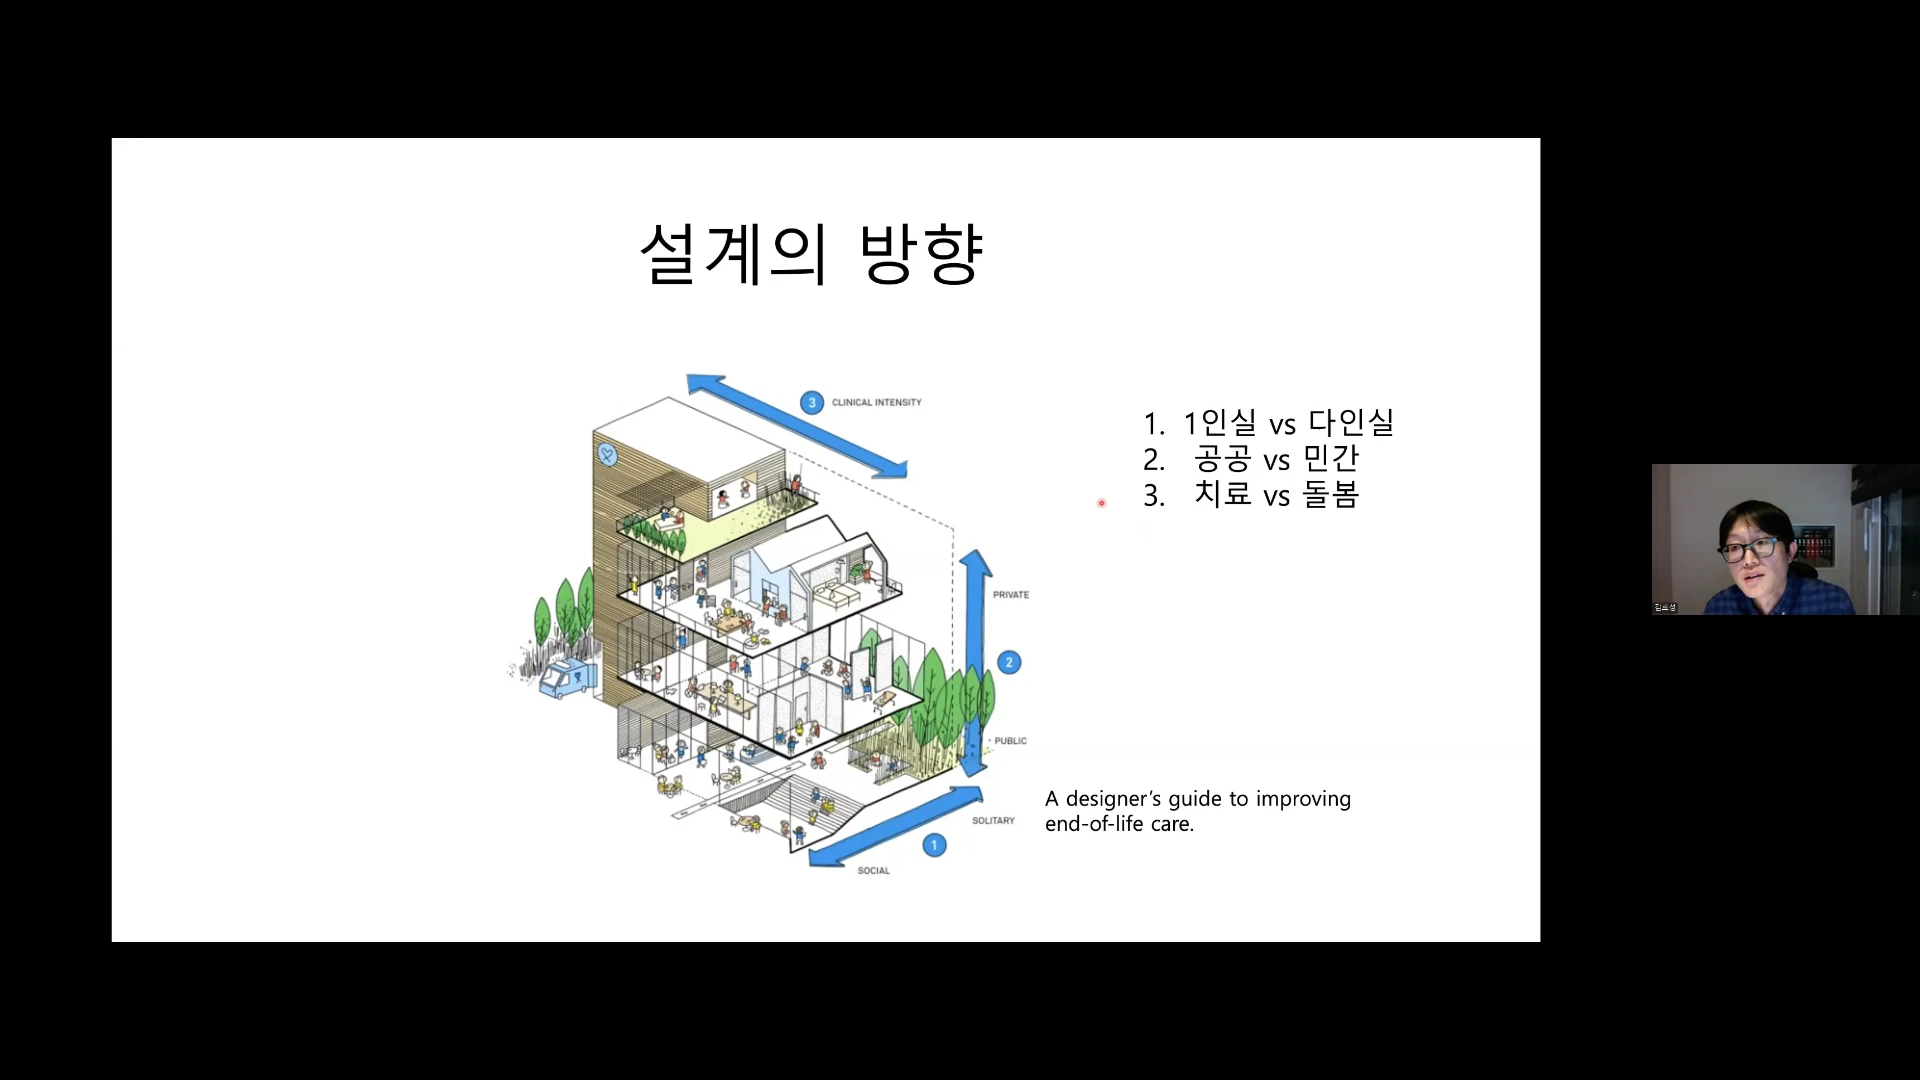 설계의 방향
3 CLINICAL INTENSITY
1. 1인실 vs 다인실
2. 공공 vs 민간
3. 치료 vs 돌봄
PRIVATE
2
PUBLIC
A designer's guide to improving
end-of-life care.
SOLITARY
1
SOCIAL